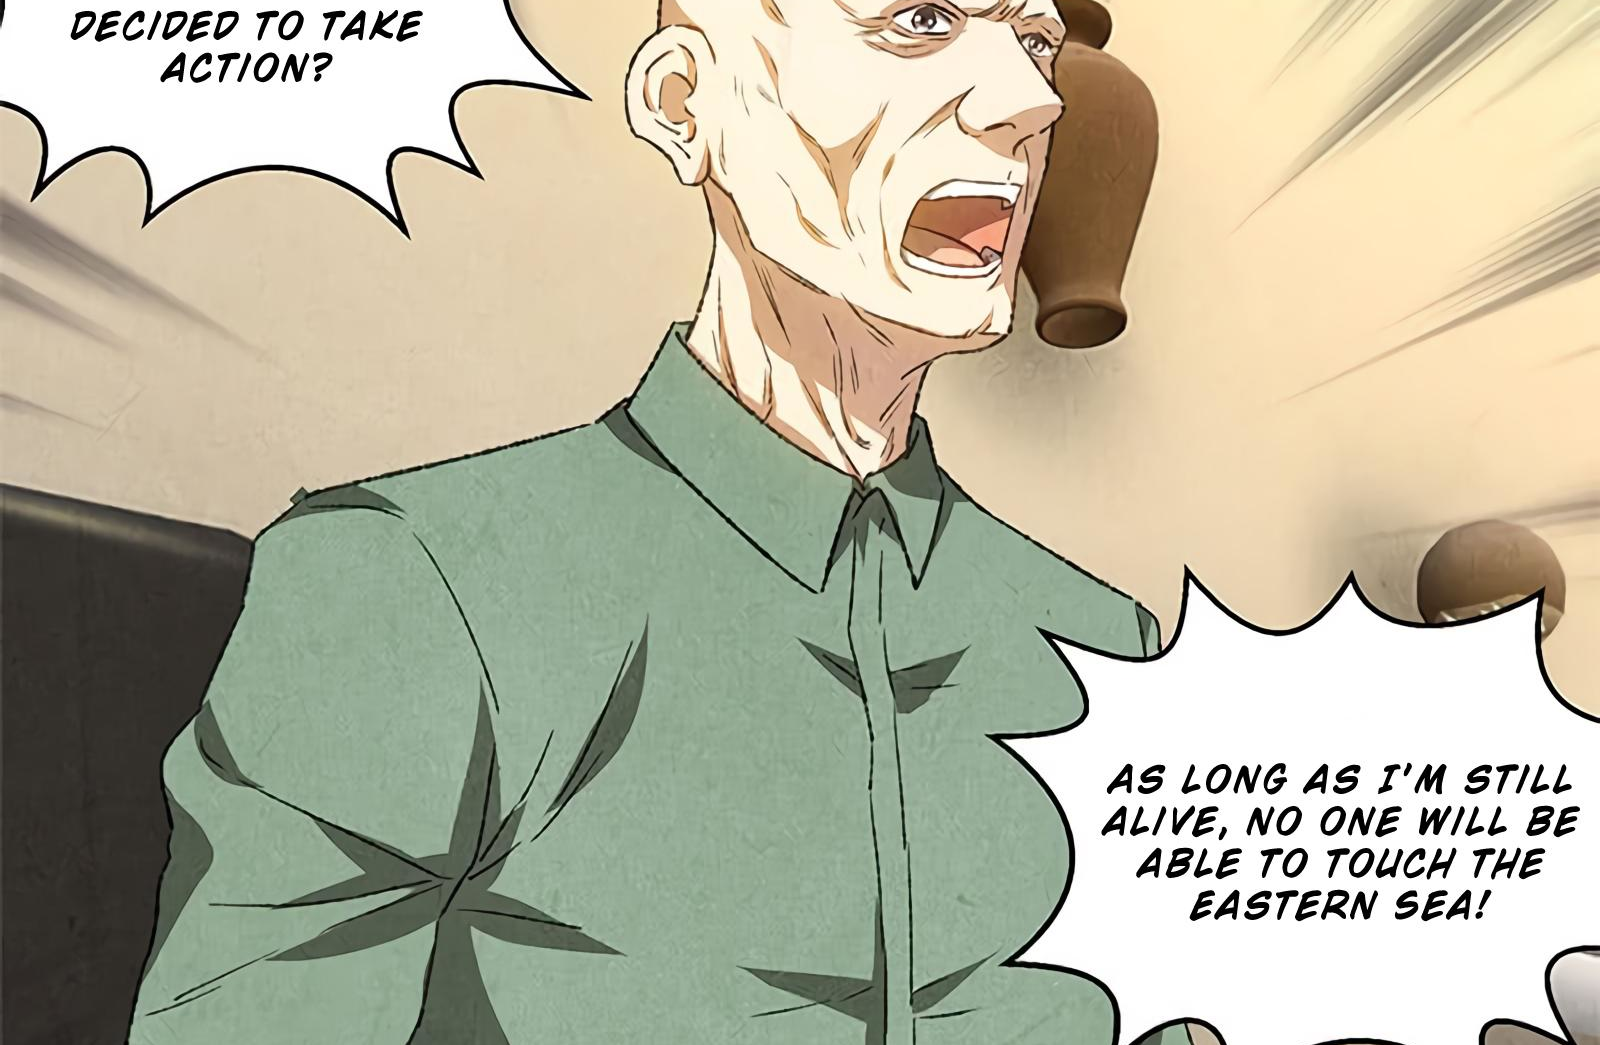 DECIDED TO TAKE
ACTION?
AS LONG AS I'M STILL
ALIVE, NO ONE WILL BE
ABLE TO TOUCH THE
EASTERN SEA!